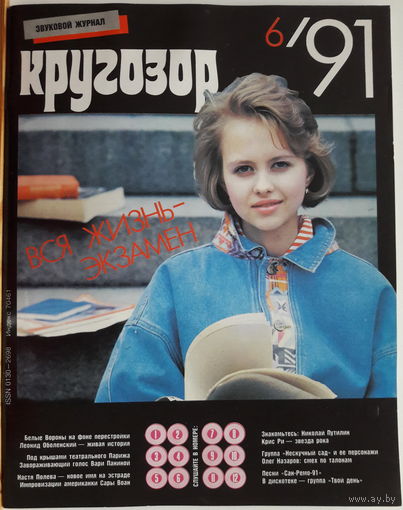 ЗВУКОВОЙ ЖУРНАЛ
6/91
кругозор
ВСЯ ЖИЗНЬ-
ЭКЗАМЕН
ISSN 0130-2698 Индекс 70461
Белые Вороны на фоне перестройки
Леонид Оболенский — живая история
Под крышами театрального Парижа
Завораживающий голос Вари Паниной
Настя Полева — новое имя на эстраде
Импровизации американки Сары Воан
1 2
3 4
5 6
СЛУШАЙТЕ В НОМЕРЕ:
7 8
9 10
11 12
Знакомьтесь: Николай Путилин
Крис Ри — звезда рока
Группа «Нескучный сад» и ее персонажи
Олег Назаров: смех по талонам
Песни «Сан-Ремо-91»
В дискотеке — группа «Твой день»
www.ay.by